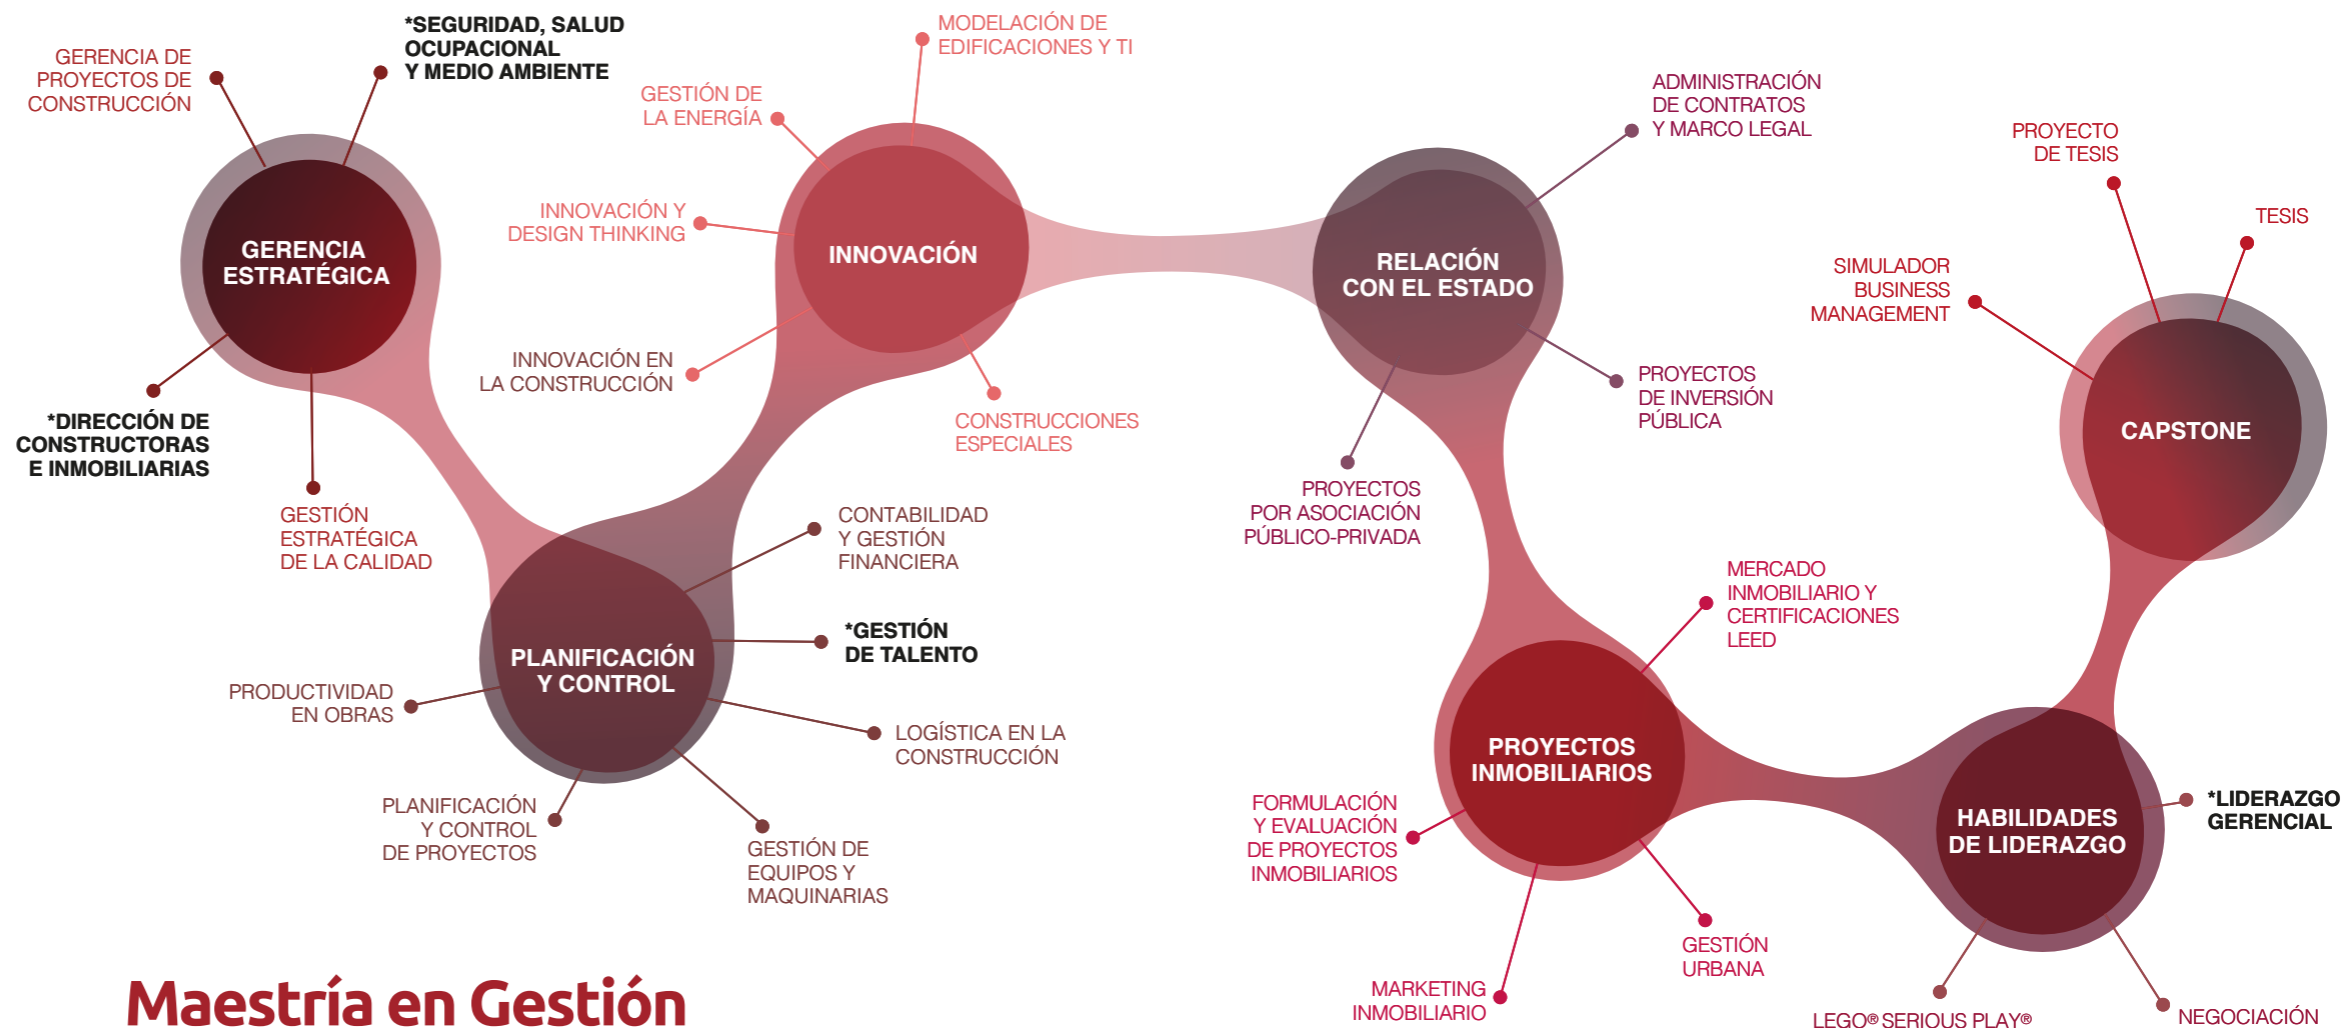 GERENCIA DE
PROYECTOS DE
CONSTRUCCIÓN
*SEGURIDAD, SALUD
OCUPACIONAL
Y MEDIO AMBIENTE
GERENCIA
ESTRATÉGICA
*DIRECCIÓN DE
CONSTRUCTORAS
E INMOBILIARIAS
GESTIÓN
ESTRATÉGICA
DE LA CALIDAD
MODELACIÓN DE
EDIFICACIONES Y TI
GESTIÓN DE
LA ENERGÍA
INNOVACIÓN Y
DESIGN THINKING
INNOVACIÓN
INNOVACIÓN EN
LA CONSTRUCCIÓN
CONSTRUCCIONES
ESPECIALES
CONTABILIDAD
Y GESTIÓN
FINANCIERA
*GESTIÓN
DE TALENTO
PLANIFICACIÓN
Y CONTROL
PRODUCTIVIDAD
EN OBRAS
LOGÍSTICA EN LA
CONSTRUCCIÓN
PLANIFICACIÓN
Y CONTROL
DE PROYECTOS
GESTIÓN DE
EQUIPOS Y
MAQUINARIAS
ADMINISTRACIÓN
DE CONTRATOS
Y MARCO LEGAL
RELACIÓN
CON EL ESTADO
PROYECTOS
DE INVERSIÓN
PÚBLICA
PROYECTOS
POR ASOCIACIÓN
PÚBLICO-PRIVADA
MERCADO
INMOBILIARIO Y
CERTIFICACIONES
LEED
PROYECTOS
INMOBILIARIOS
FORMULACIÓN
Y EVALUACIÓN
DE PROYECTOS
INMOBILIARIOS
GESTIÓN
URBANA
MARKETING
INMOBILIARIO
PROYECTO
DE TESIS
TESIS
SIMULADOR
BUSINESS
MANAGEMENT
CAPSTONE
HABILIDADES
DE LIDERAZGO
*LIDERAZGO
GERENCIAL
LEGO® SERIOUS PLAY®
NEGOCIACIÓN
Maestría en Gestión